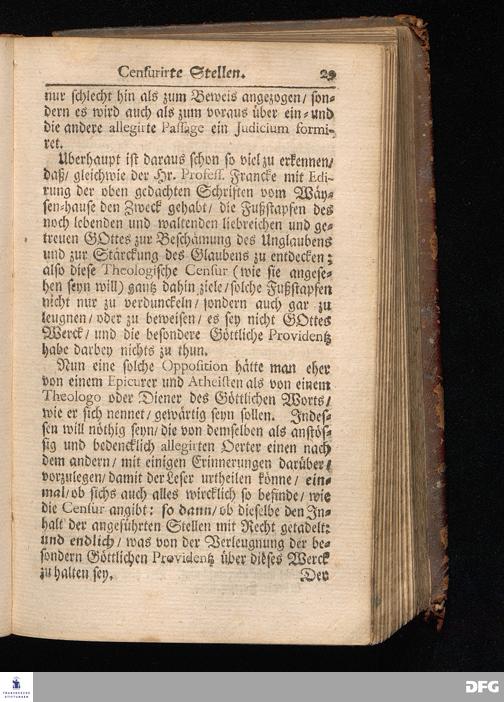 Censurirte Stellen. 29
nur schlecht hin als zum Beweis angezogen/ son-
dern es wird auch als zum voraus über ein- und
die andere allegirte Passage ein Judicium formi-
ret.
Überhaupt ist daraus schon so viel zu erkennen/
daß/ gleichwie der Hr. Profess. Francke mit Edi-
rung der oben gedachten Schrifften vom Wäy-
sen-hause den Zweck gehabt/ die Fußstapfen des
noch lebenden und waltenden liebreichen und ge-
treuen GOttes zur Beschämung des Unglaubens
und zur Stärckung des Glaubens zu entdecken;
also diese Theologische Censur (wie sie angese-
hen seyn will) gantz dahin ziele/ solche Fußstapfen
nicht nur zu verdunckeln/ sondern auch gar zu
leugnen/ oder zu beweisen/ es sey nicht GOttes
Werck/ und die besondere Göttliche Providentz
habe darbey nichts zu thun.
Nun eine solche Opposition hätte man eher
von einem Epicurer und Atheisten als von einem
Theologo oder Diener des Göttlichen Worts/
wie er sich nennet/ gewärtig seyn sollen. Indes-
sen will nöthig seyn/ die von demselben als anstös-
sig und bedencklich allegirten Oerter einen nach
dem andern/ mit einigen Erinnerungen darüber/
vorzulegen/ damit der Leser urtheilen könne/ ein-
mal/ ob sichs auch alles wircklich so befinde/ wie
die Censur angibt: so dann/ ob dieselbe den In-
halt der angeführten Stellen mit Recht getadelt:
und endlich/ was von der Verleugnung der be-
sondern Göttlichen Providentz über dieses Werck
zu halten sey. Der
FRANCKESCHE
STIFTUNGEN
DFG